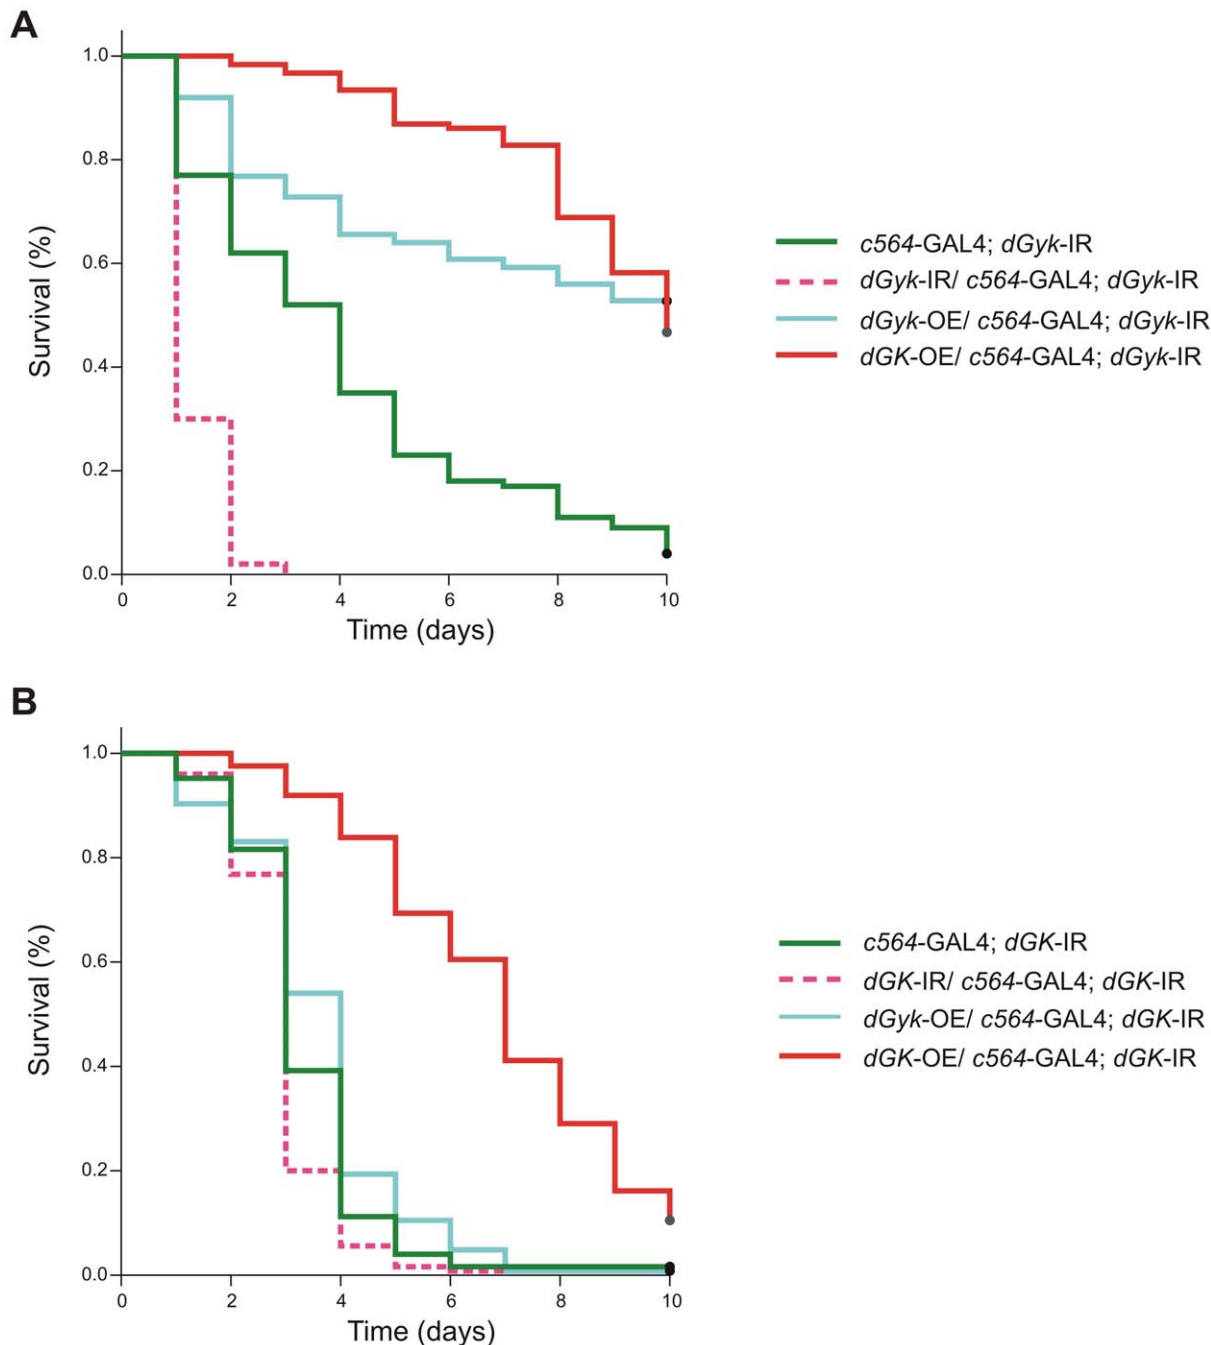 A
1.0
0.8
0.6
0.4
0.2
0.0
Survival (%)
0 2 4 6 8 10
Time (days)
c564-GAL4; dGyk-IR
dGyk-IR/ c564-GAL4; dGyk-IR
dGyk-OE/ c564-GAL4; dGyk-IR
dGK-OE/ c564-GAL4; dGyk-IR
B
1.0
0.8
0.6
0.4
0.2
0.0
Survival (%)
0 2 4 6 8 10
Time (days)
c564-GAL4; dGK-IR
dGK-IR/ c564-GAL4; dGK-IR
dGyk-OE/ c564-GAL4; dGK-IR
dGK-OE/ c564-GAL4; dGK-IR